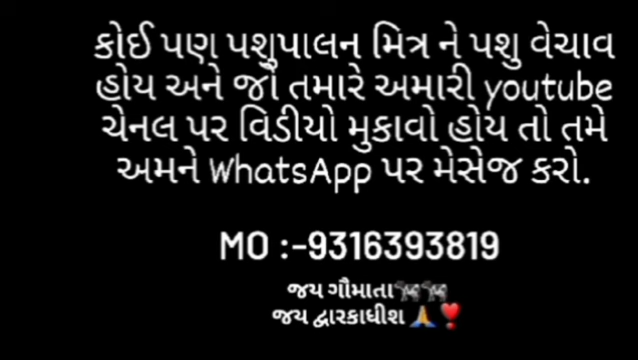 કોઈ પણ પશુપાલન મિત્ર ને પશુ વેચાવ
હોય અને જો તમારે અમારી youtube
ચેનલ પર વિડીયો મુકાવો હોય તો તમે
અમને WhatsApp પર મેસેજ કરો.
MO :-9316393819
જય ગૌમાતા🐄🐄
જય દ્વારકાધીશ🙏❣️